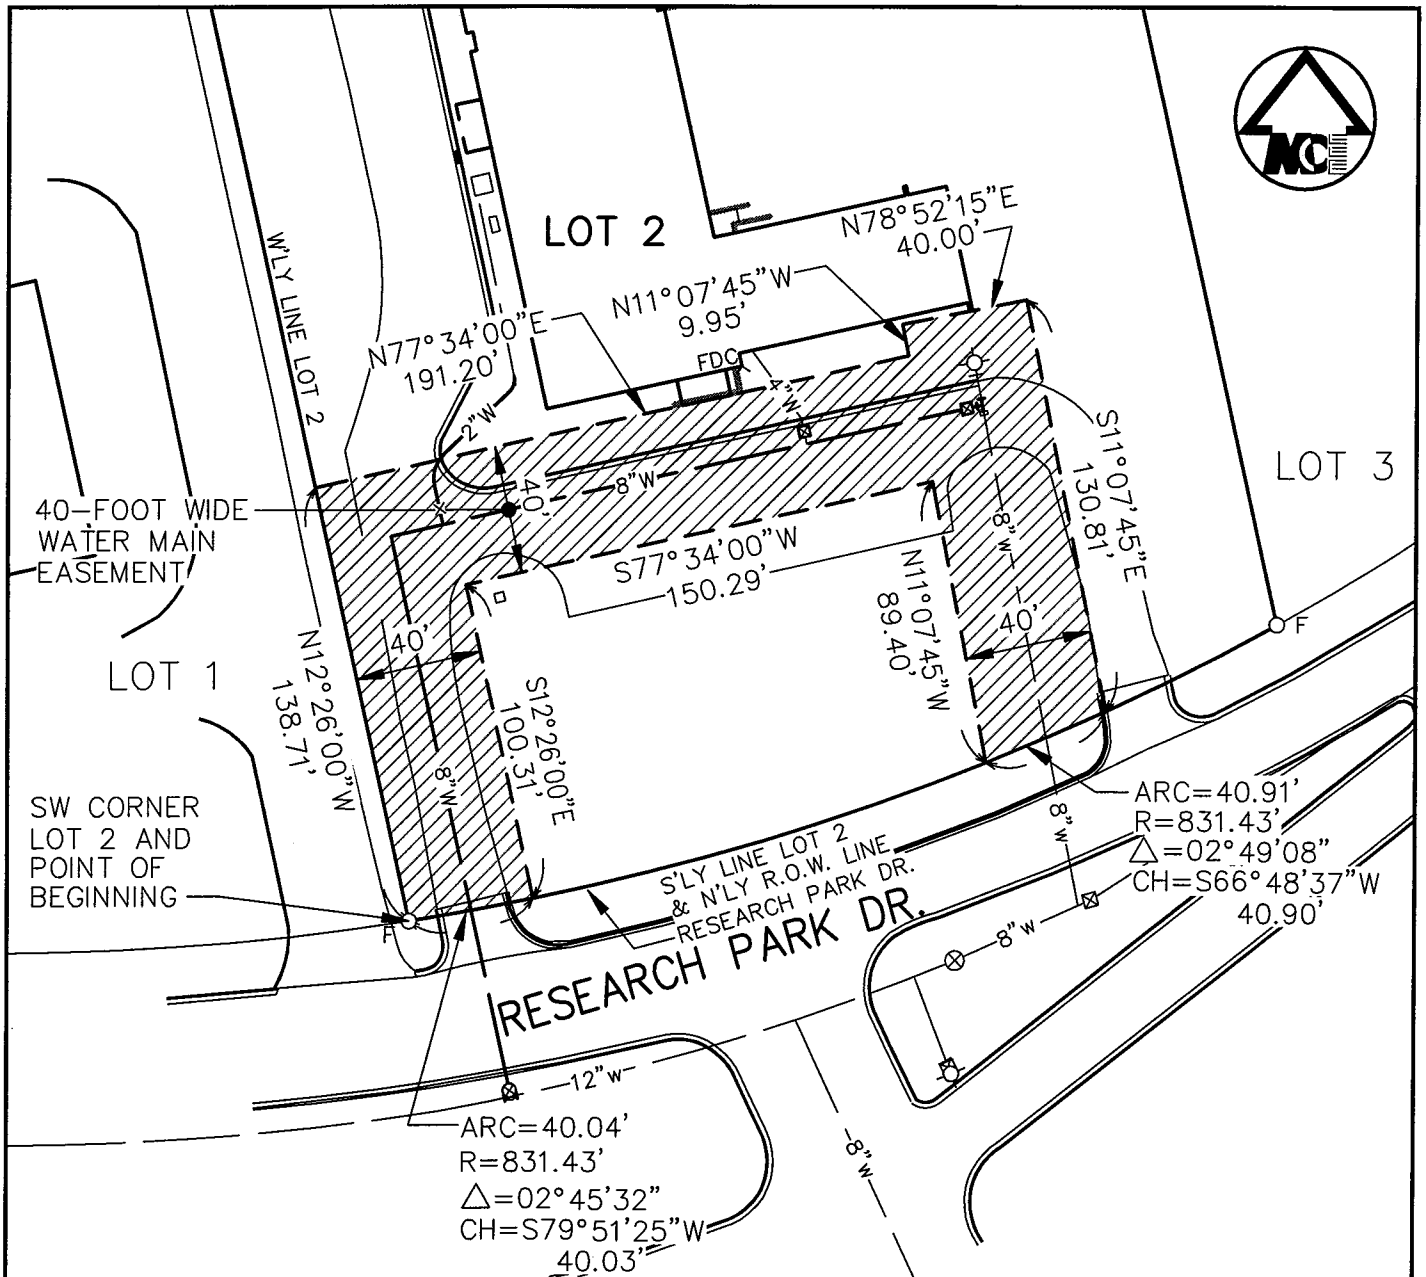 NCE
LOT 2
N78°52'15"E
40.00'
W'LY LINE LOT 2
N11°07'45"W
9.95'
N77°34'00"E
191.20'
FDC
2"W
4"W
8"W
40'
S11°07'45"E
130.81'
LOT 3
40-FOOT WIDE
WATER MAIN
EASEMENT
S77°34'00"W
150.29'
8"W
N11°07'45"W
89.40'
40'
F
LOT 1
N12°26'00"W
138.71'
40'
S12°26'00"E
100.31'
8"W
SW CORNER
LOT 2 AND
POINT OF
BEGINNING
F
S'LY LINE LOT 2
& N'LY R.O.W. LINE
RESEARCH PARK DR.
RESEARCH PARK DR.
8"W
ARC=40.91'
R=831.43'
△=02°49'08"
CH=S66°48'37"W
40.90'
8"W
12"W
8"W
ARC=40.04'
R=831.43'
△=02°45'32"
CH=S79°51'25"W
40.03'